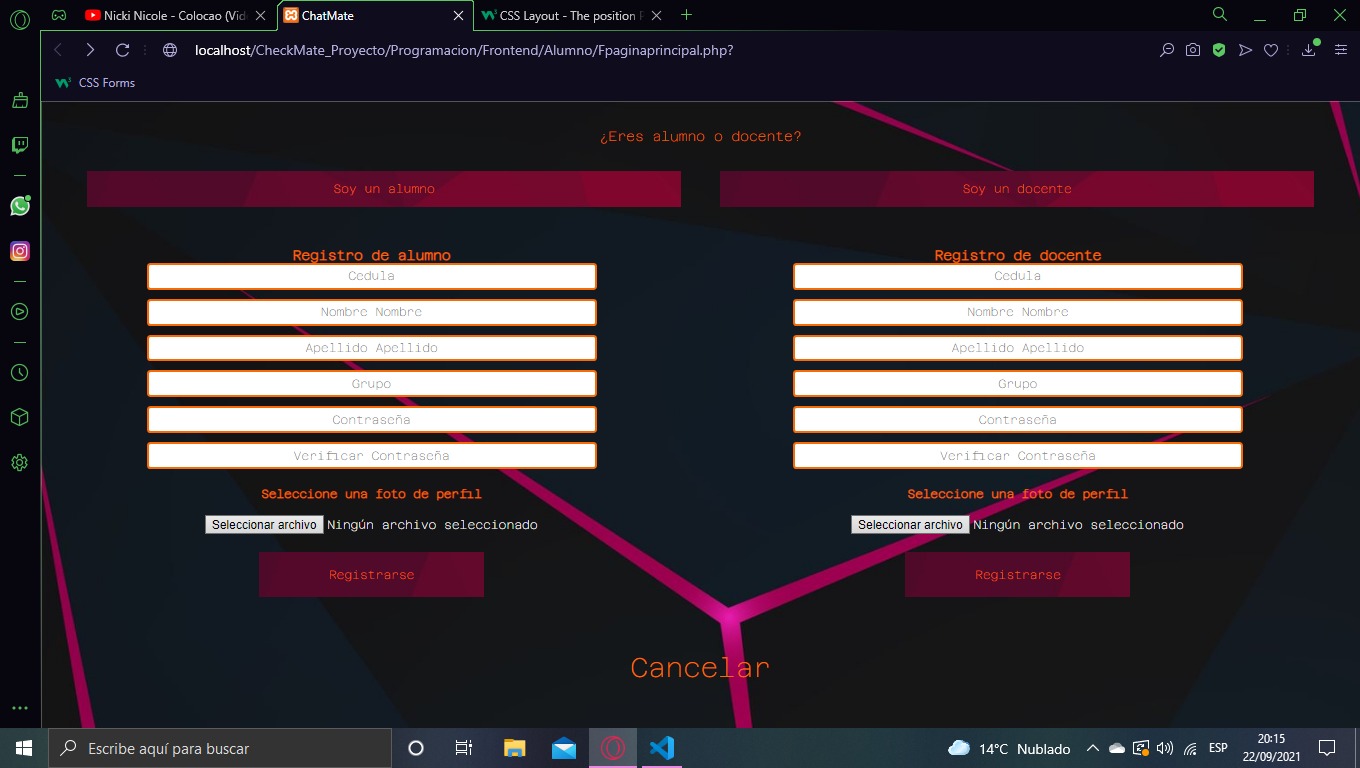 Nicki Nicole - Colocao (Vid
ChatMate
CSS Layout - The position P
localhost/CheckMate_Proyecto/Programacion/Frontend/Alumno/Fpaginaprincipal.php?
CSS Forms
¿Eres alumno o docente?
Soy un alumno
Soy un docente
Registro de alumno
Cedula
Nombre Nombre
Apellido Apellido
Grupo
Contraseña
Verificar Contraseña
Seleccione una foto de perfil
Seleccionar archivo Ningún archivo seleccionado
Registrarse
Registro de docente
Cedula
Nombre Nombre
Apellido Apellido
Grupo
Contraseña
Verificar Contraseña
Seleccione una foto de perfil
Seleccionar archivo Ningún archivo seleccionado
Registrarse
Cancelar
Escribe aquí para buscar
14°C Nublado
ESP
20:15
22/09/2021